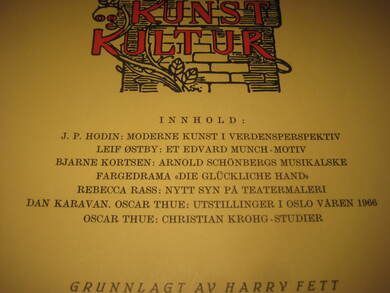 KUNST
OG
KULTUR
INNHOLD:
J. P. HODIN: MODERNE KUNST I VERDENSPERSPEKTIV
LEIF ØSTBY: ET EDVARD MUNCH-MOTIV
BJARNE KORTSEN: ARNOLD SCHÖNBERGS MUSIKALSKE
FARGEDRAMA «DIE GLÜCKLICHE HAND»
REBECCA RASS: NYTT SYN PÅ TEATERMALERI
DAN KARAVAN. OSCAR THUE: UTSTILLINGER I OSLO VÅREN 1966
OSCAR THUE: CHRISTIAN KROHG-STUDIER
GRUNNLAGT AV HARRY FETT